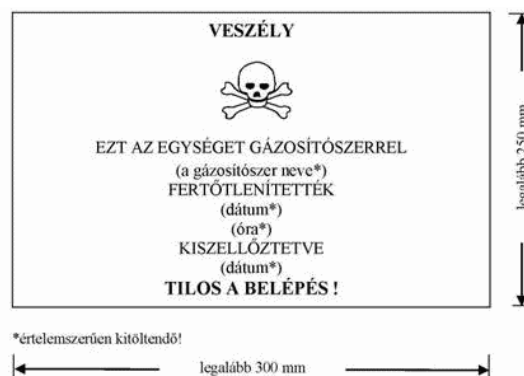 VESZÉLY
EZT AZ EGYSÉGET GÁZOSÍTÓSZERREL
(a gázosítószer neve*)
FERTŐTLENÍTETTÉK
(dátum*)
(óra*)
KISZELLŐZTETVE
(dátum*)
TILOS A BELÉPÉS !
legalább 250 mm
*értelemszerűen kitöltendő!
legalább 300 mm